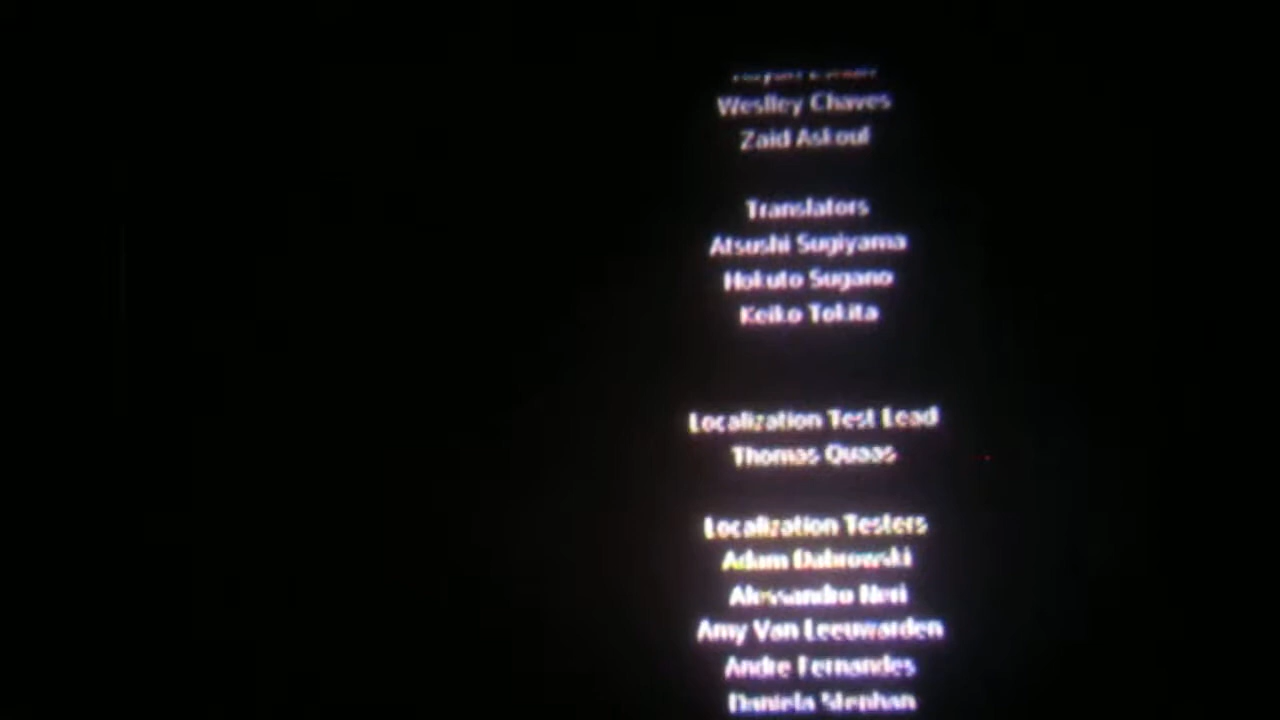 Weslley Chaves
Zaid Askoul
Translators
Atsushi Sugiyama
Hokuto Sugano
Keiko Tokita
Localization Test Lead
Thomas Quaas
Localization Testers
Adam Dabrowski
Alessandro Neri
Amy Van Leeuwarden
Andre Fernandes
Daniela Stephan